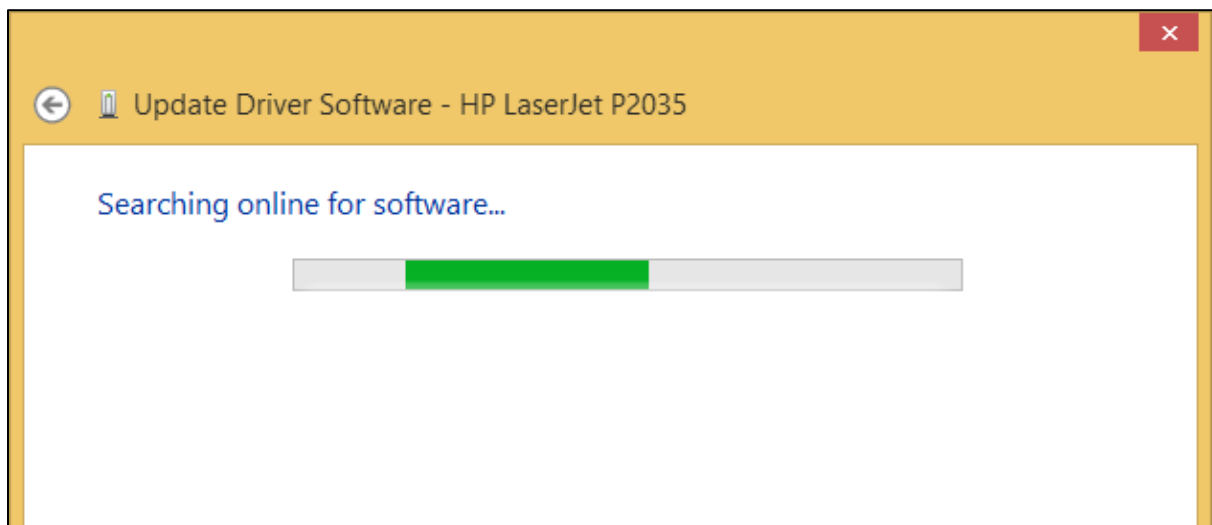 Update Driver Software - HP LaserJet P2035
Searching online for software...